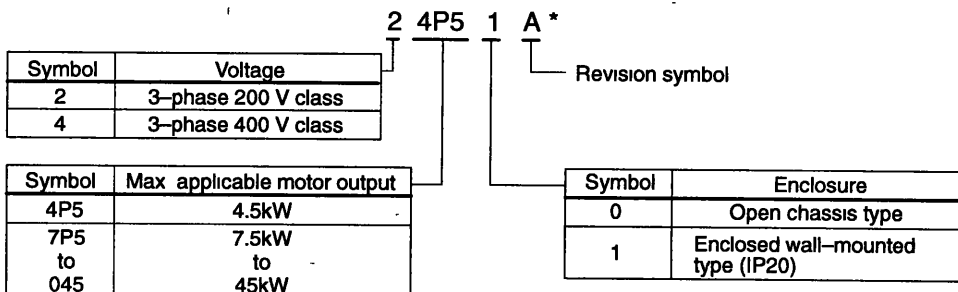 2 4P5 1 A*
Revision symbol
Symbol Voltage
2 3–phase 200 V class
4 3–phase 400 V class
Symbol Max applicable motor output
4P5 4.5kW
7P5 7.5kW
to to
045 45kW
Symbol Enclosure
0 Open chassis type
1 Enclosed wall–mounted
type (IP20)